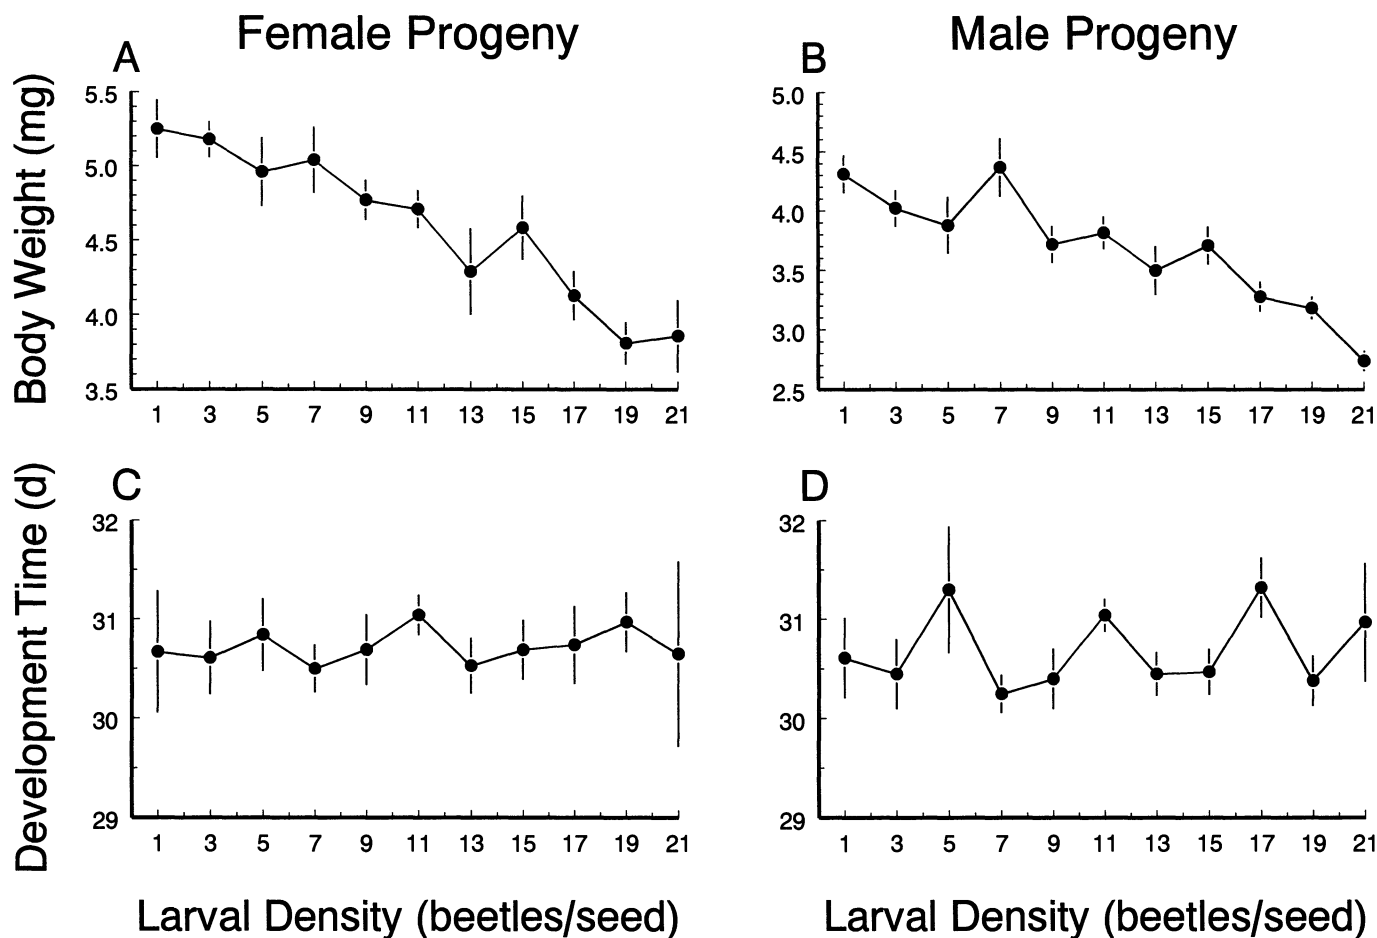 Female Progeny
Male Progeny
A
B
Body Weight (mg)
5.5
5.0
4.5
4.0
3.5
1 3 5 7 9 11 13 15 17 19 21
5.0
4.5
4.0
3.5
3.0
2.5
1 3 5 7 9 11 13 15 17 19 21
C
D
Development Time (d)
32
31
30
29
1 3 5 7 9 11 13 15 17 19 21
32
31
30
29
1 3 5 7 9 11 13 15 17 19 21
Larval Density (beetles/seed)
Larval Density (beetles/seed)